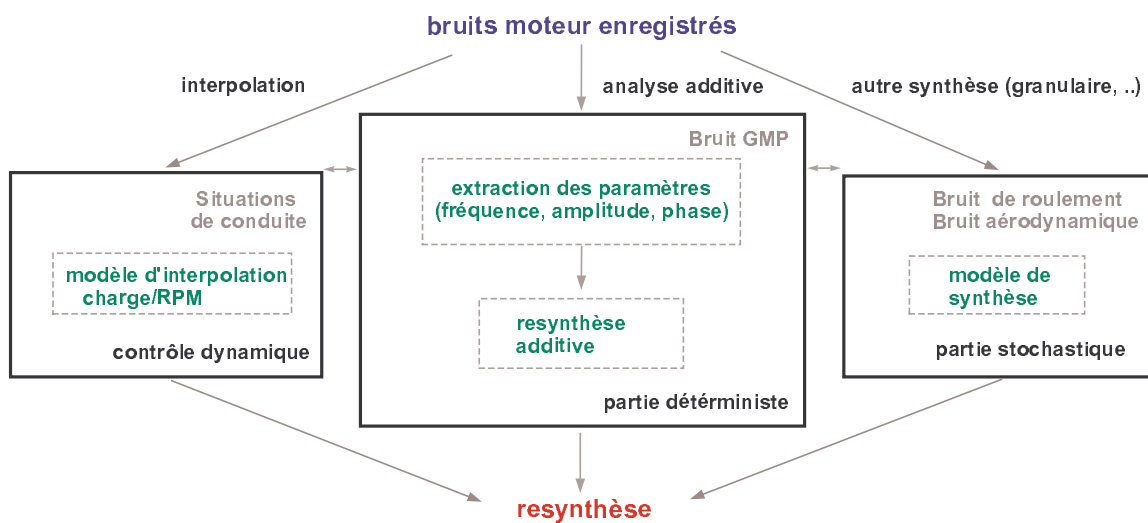 bruits moteur enregistrés
interpolation
analyse additive
autre synthèse (granulaire, ..)
Situations
de conduite
modèle d'interpolation
charge/RPM
contrôle dynamique
Bruit GMP
extraction des paramètres
(fréquence, amplitude, phase)
resynthèse
additive
partie détérministe
Bruit de roulement
Bruit aérodynamique
modèle de
synthèse
partie stochastique
resynthèse